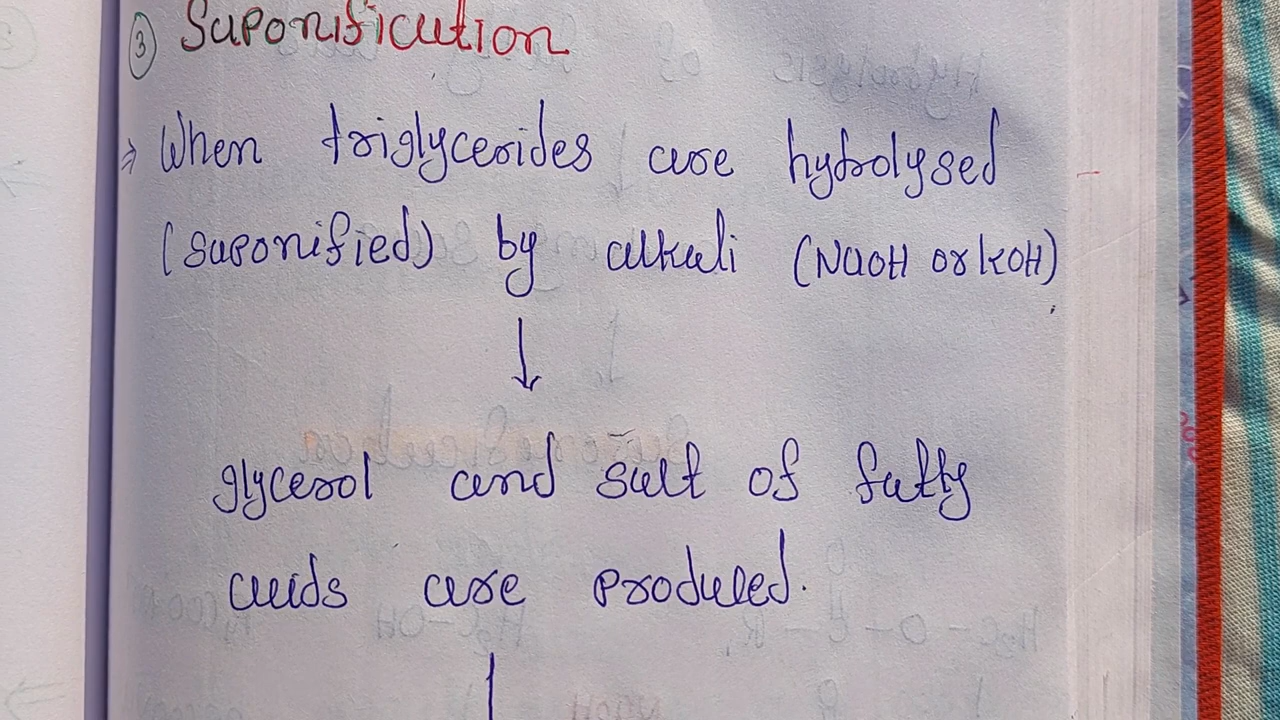 ③ Saponification
⇒ When triglycerides are hydrolysed
(saponified) by alkali (NaOH or KOH)
↓
glycerol and salt of fatty
acids are produced.